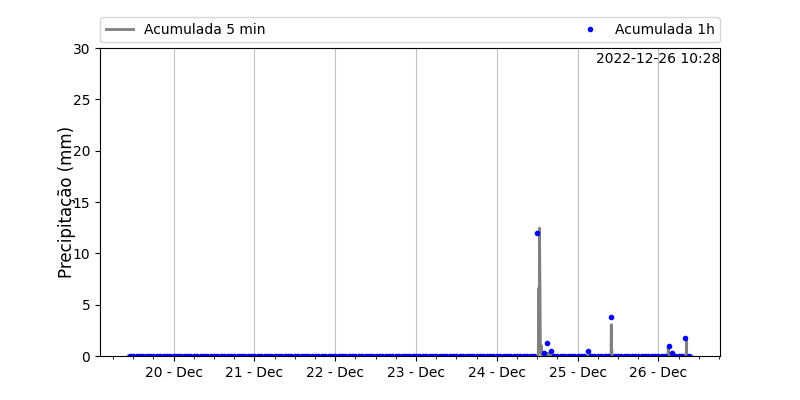 Acumulada 5 min
Acumulada 1h
2022-12-26 10:28
Precipitação (mm)
30
25
20
15
10
5
0
20 - Dec
21 - Dec
22 - Dec
23 - Dec
24 - Dec
25 - Dec
26 - Dec